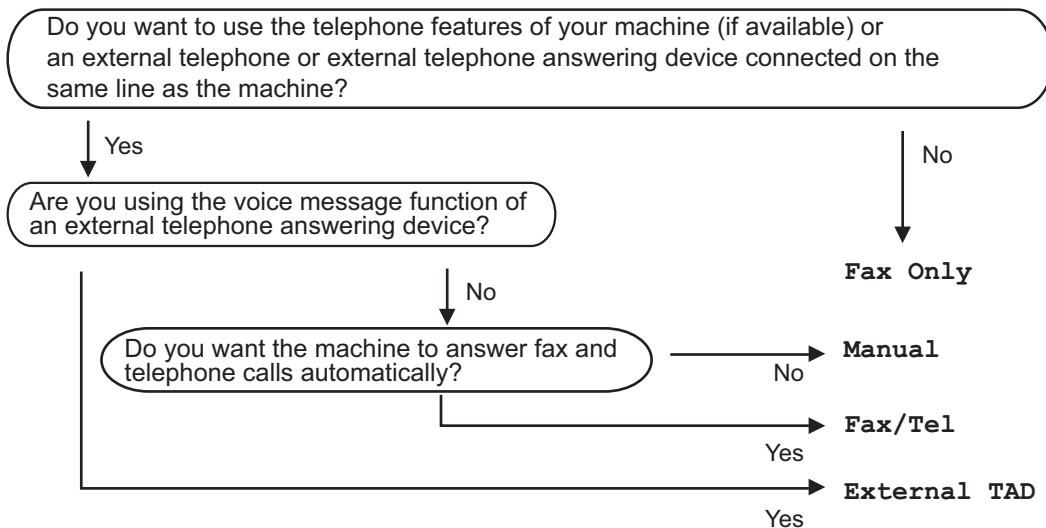 Do you want to use the telephone features of your machine (if available) or
an external telephone or external telephone answering device connected on the
same line as the machine?
Yes
No
Are you using the voice message function of
an external telephone answering device?
Fax Only
No
Do you want the machine to answer fax and
telephone calls automatically?
No
Manual
Yes
Fax/Tel
Yes
External TAD